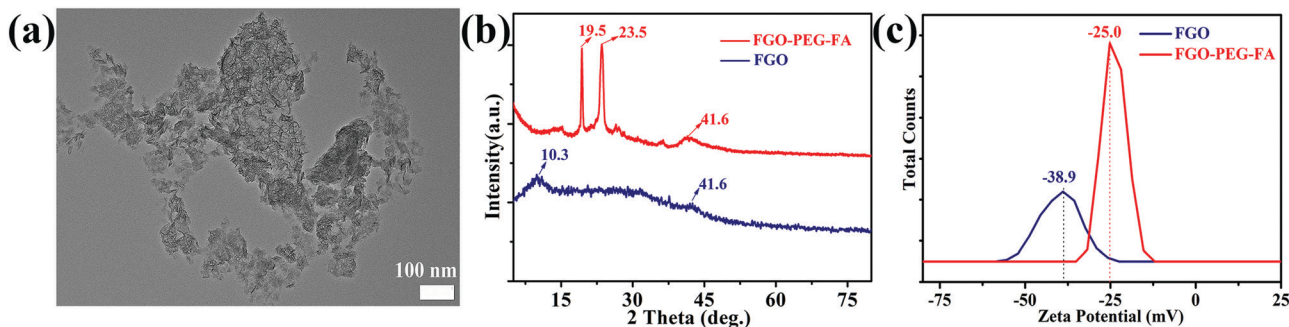 (a)
100 nm
(b)
19.5
23.5
FGO-PEG-FA
FGO
41.6
10.3
41.6
Intensity(a.u.)
15
30
45
60
75
2 Theta (deg.)
(c)
-25.0
FGO
FGO-PEG-FA
-38.9
Total Counts
-75
-50
-25
0
25
Zeta Potential (mV)